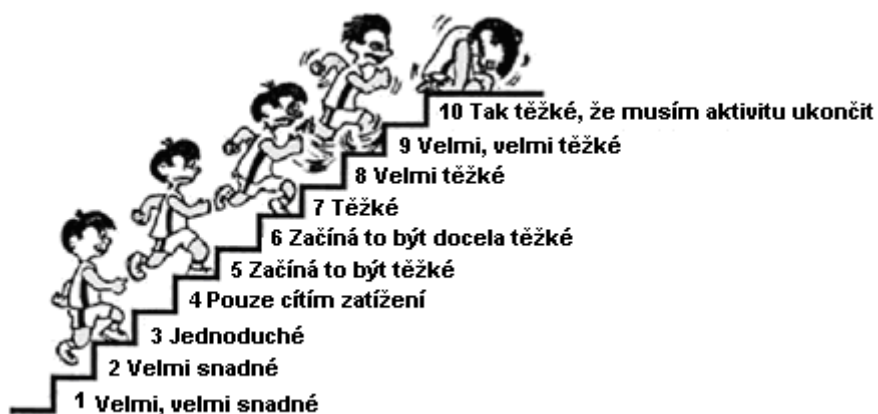 10 Tak těžké, že musím aktivitu ukončit
9 Velmi, velmi těžké
8 Velmi těžké
7 Těžké
6 Začíná to být docela těžké
5 Začíná to být těžké
4 Pouze cítím zatížení
3 Jednoduché
2 Velmi snadné
1 Velmi, velmi snadné